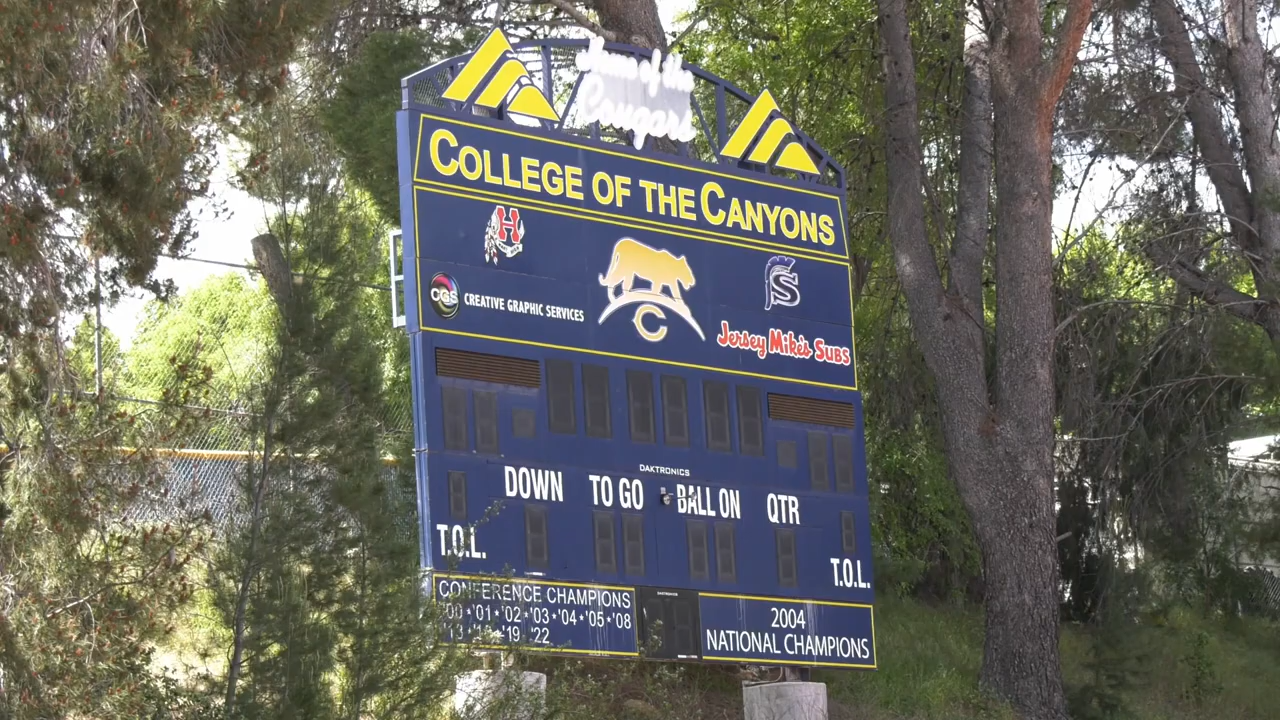 Home of the
Cougars
COLLEGE OF THE CANYONS
H
CGS CREATIVE GRAPHIC SERVICES
C
S
Jersey Mike's SUBS
DAKTRONICS
DOWN TO GO BALL ON QTR
T.O.L.
T.O.L.
CONFERENCE CHAMPIONS
'00 • '01 • '02 • '03 • '04 • '05 • '08
'13 '19 '22
DAKTRONICS
2004
NATIONAL CHAMPIONS